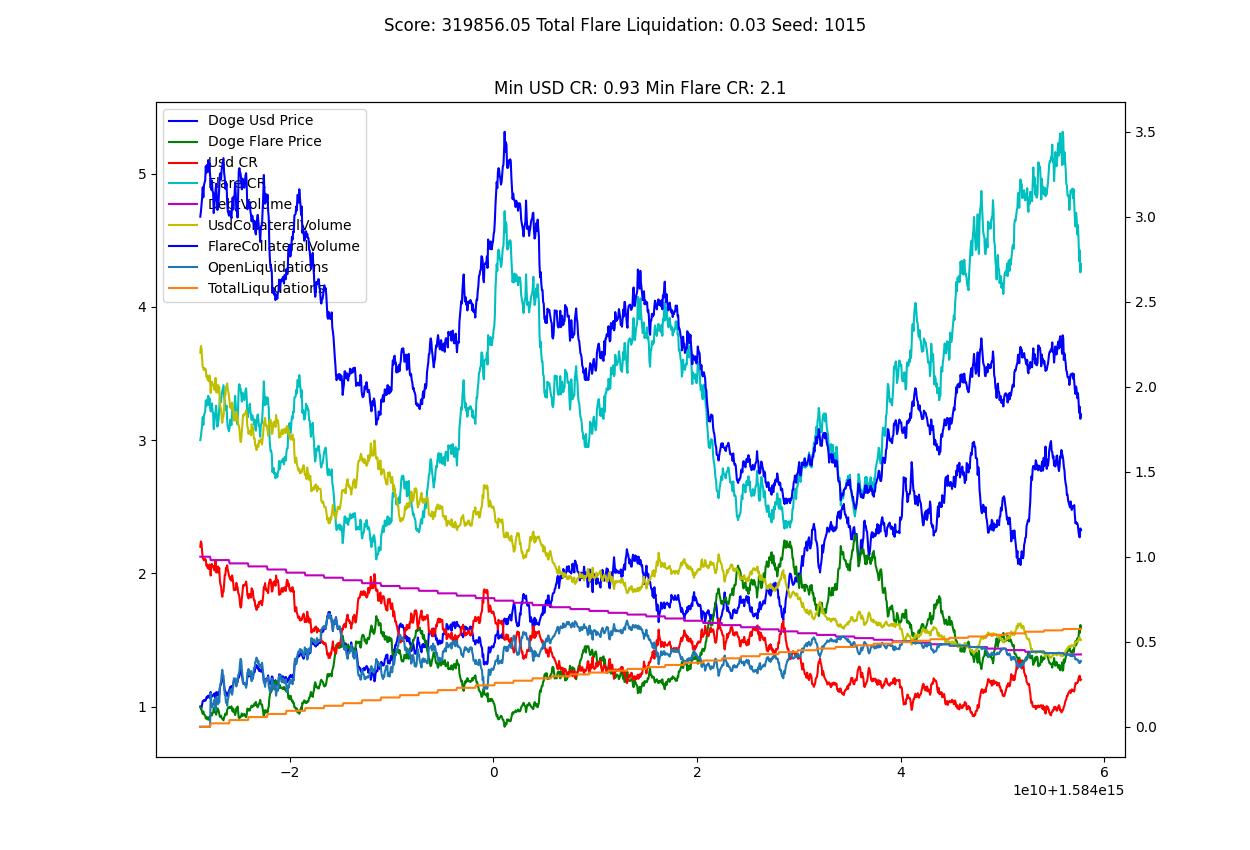 Score: 319856.05 Total Flare Liquidation: 0.03 Seed: 1015
Min USD CR: 0.93 Min Flare CR: 2.1
Doge Usd Price
Doge Flare Price
Usd CR
Flare CR
DebtVolume
UsdCollateralVolume
FlareCollateralVolume
OpenLiquidations
TotalLiquidations
5
4
3
2
1
3.5
3.0
2.5
2.0
1.5
1.0
0.5
0.0
−2
0
2
4
6
1e10+1.584e15